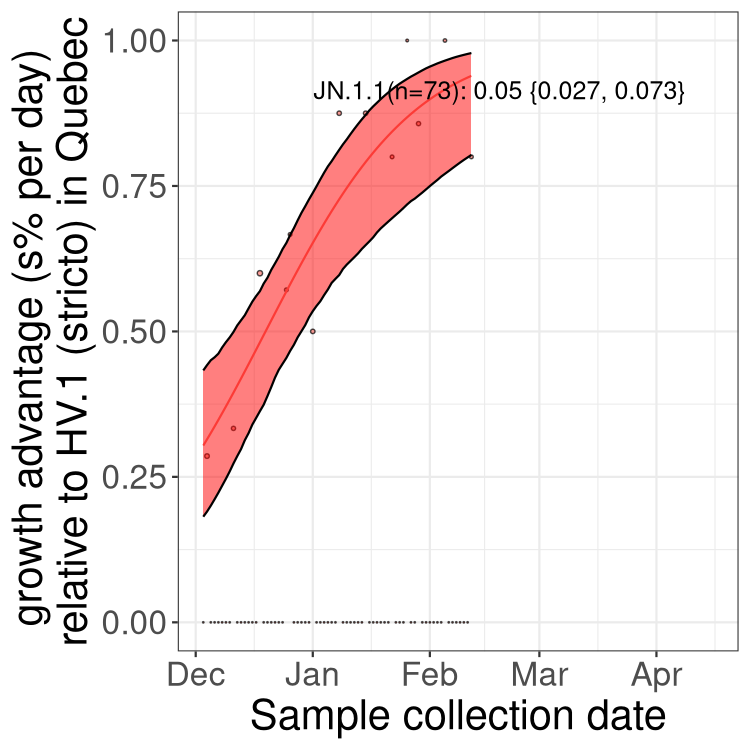 growth advantage (s% per day)
relative to HV.1 (stricto) in Quebec
1.00
0.75
0.50
0.25
0.00
JN.1.1(n=73): 0.05 {0.027, 0.073}
Dec Jan Feb Mar Apr
Sample collection date